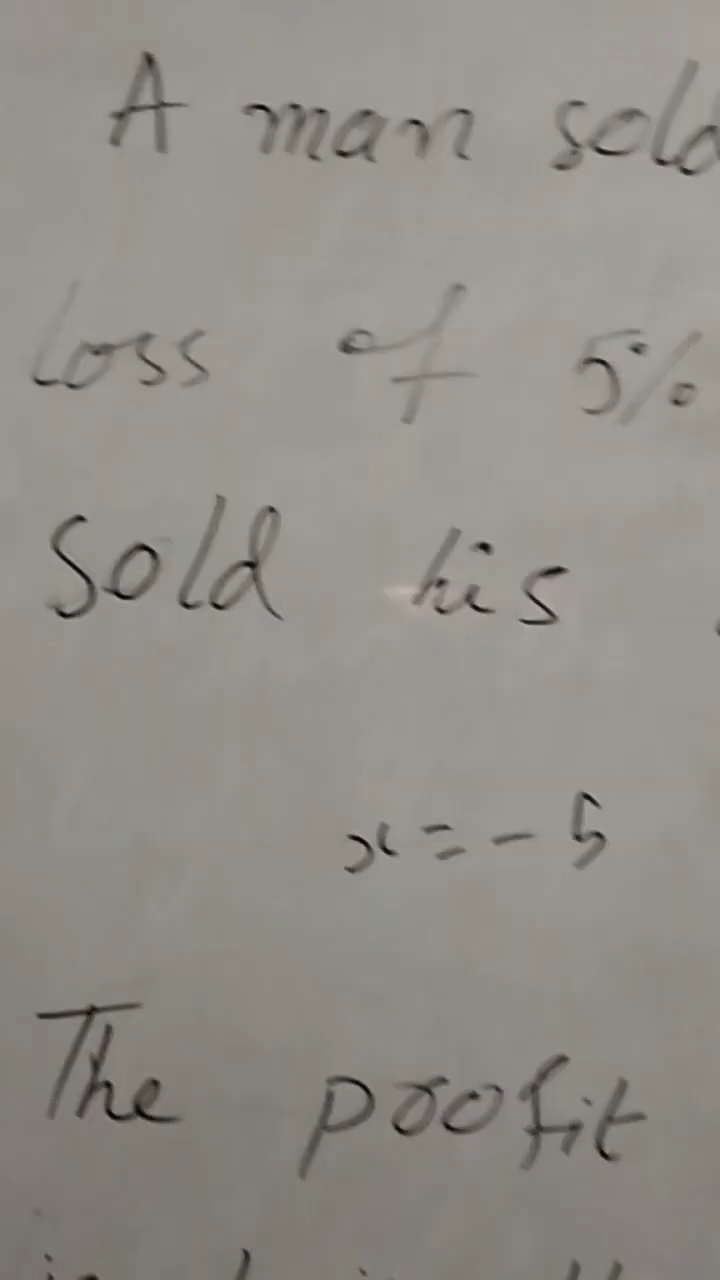 A man sold
loss of 5%
sold his
x = - 5
The profit